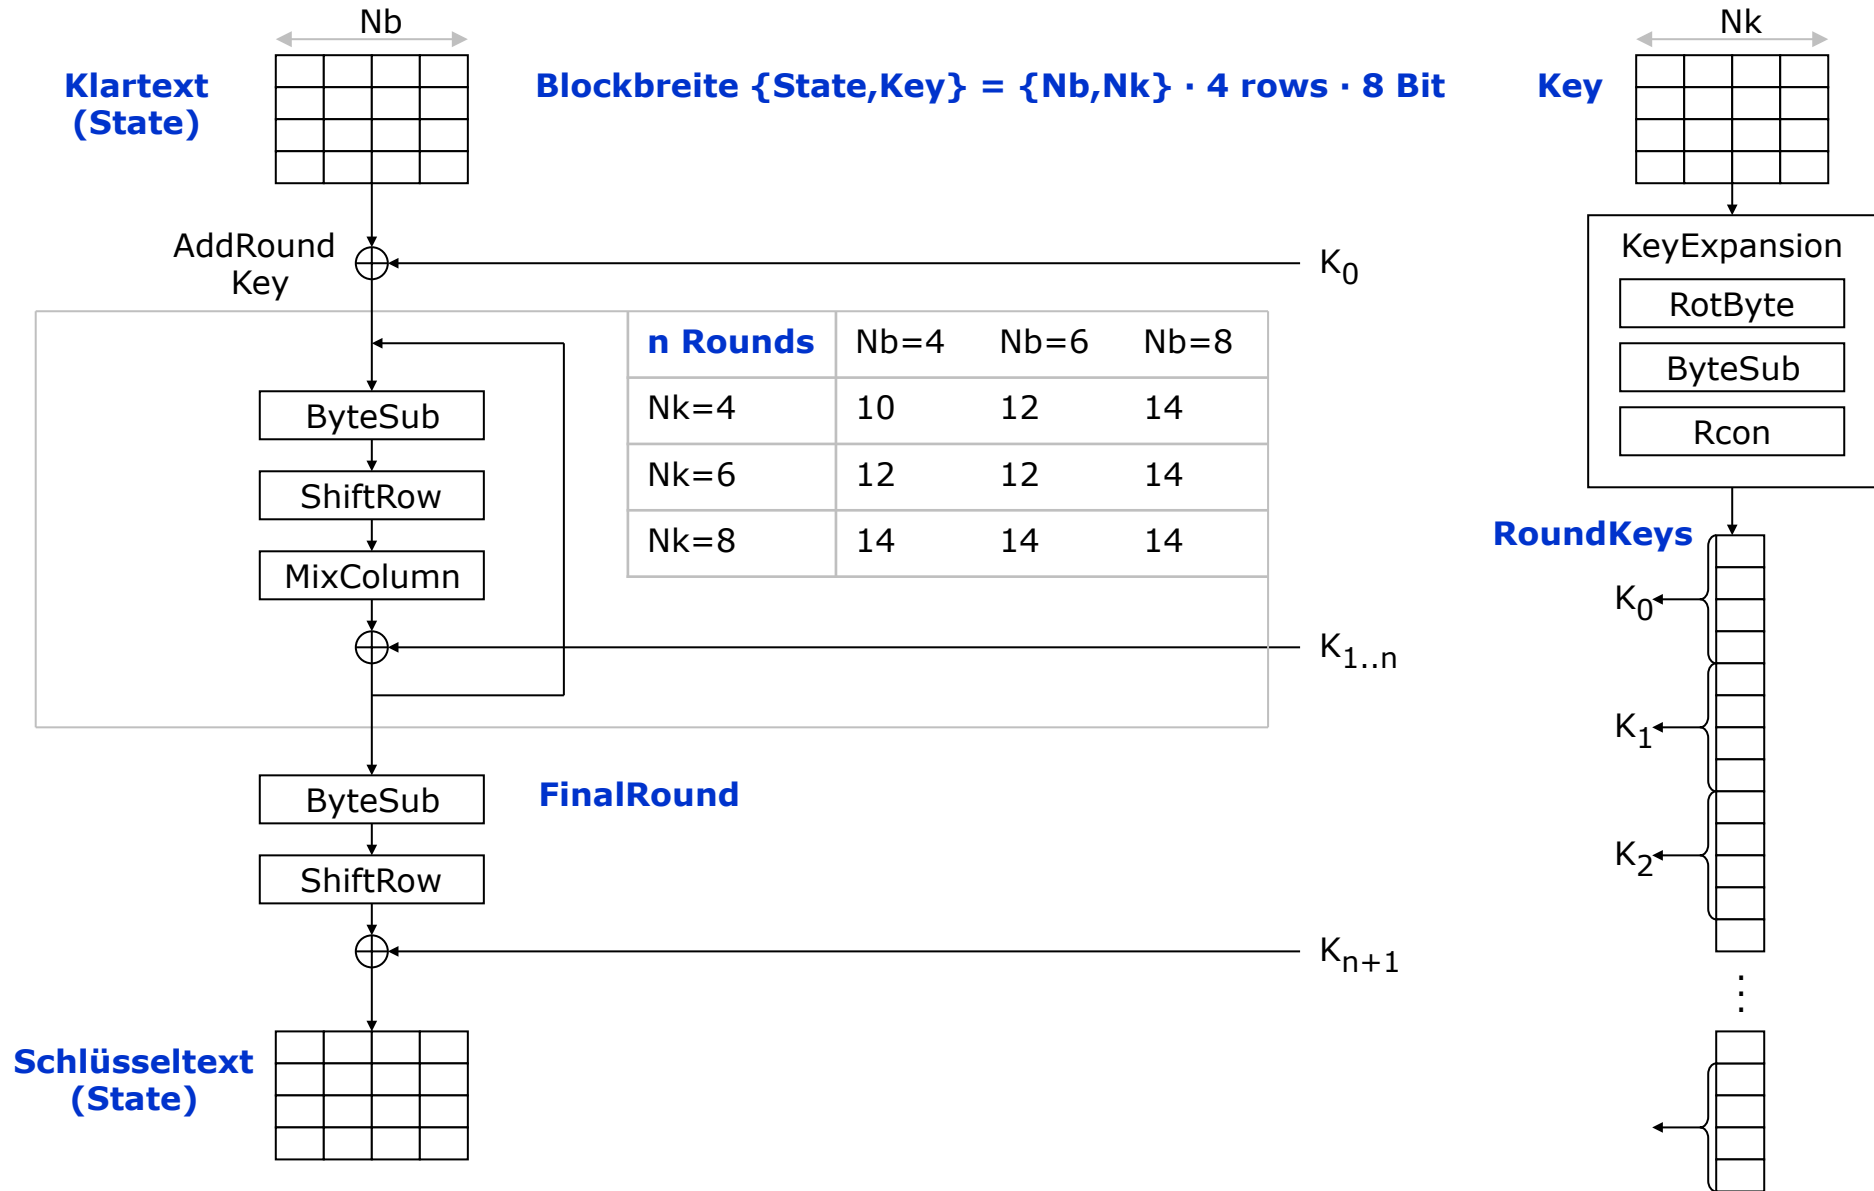 Nb
Nk
Klartext
(State)
Blockbreite {State,Key} = {Nb,Nk} · 4 rows · 8 Bit
Key
AddRound
Key
K0
KeyExpansion
RotByte
ByteSub
Rcon
n Rounds Nb=4 Nb=6 Nb=8
Nk=4 10 12 14
Nk=6 12 12 14
Nk=8 14 14 14
ByteSub
ShiftRow
MixColumn
K1..n
RoundKeys
K0
K1
K2
ByteSub
FinalRound
ShiftRow
Kn+1
⋮
Schlüsseltext
(State)